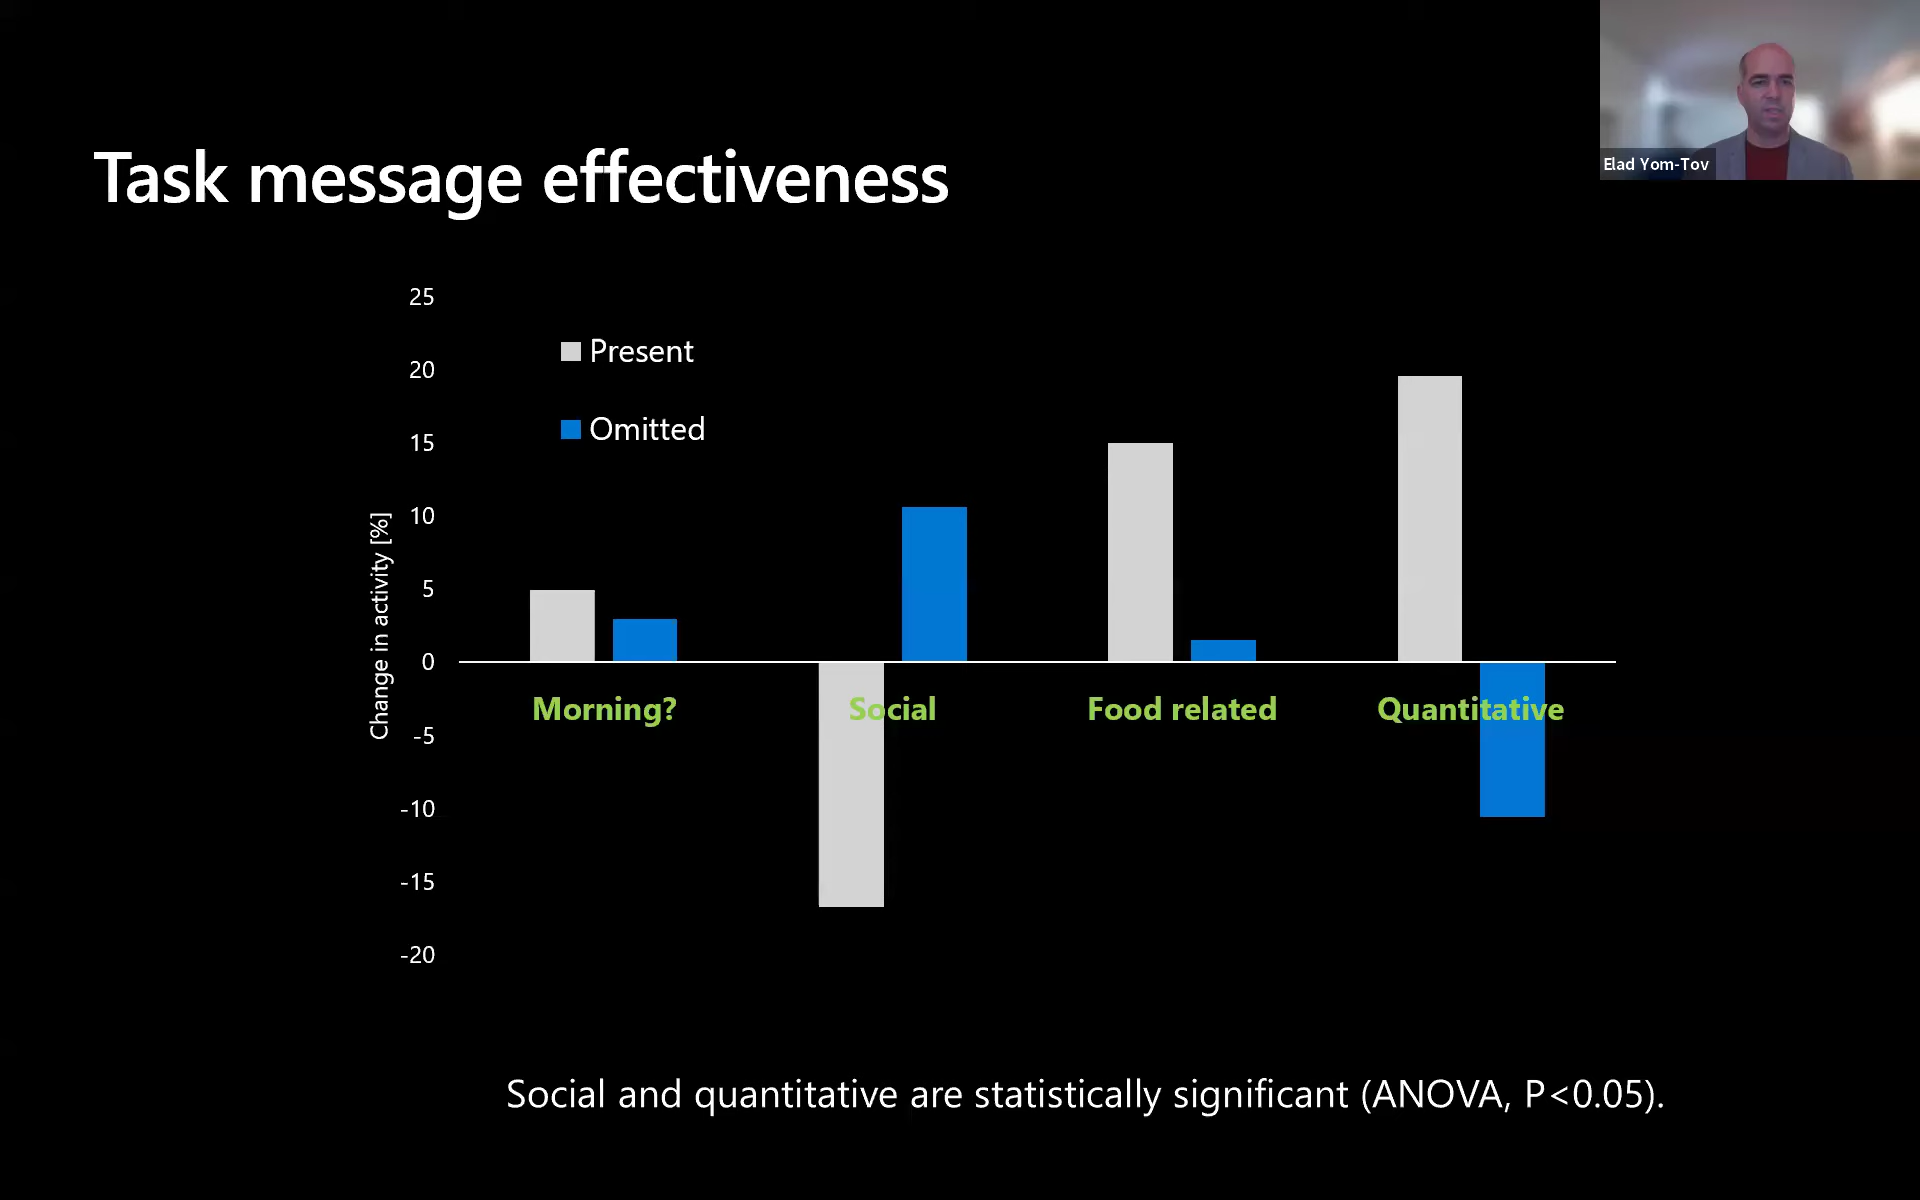 Elad Yom-Tov
Task message effectiveness
25
20
15
10
5
0
-5
-10
-15
-20
Change in activity [%]
Present
Omitted
Morning?
Social
Food related
Quantitative
Social and quantitative are statistically significant (ANOVA, P<0.05).